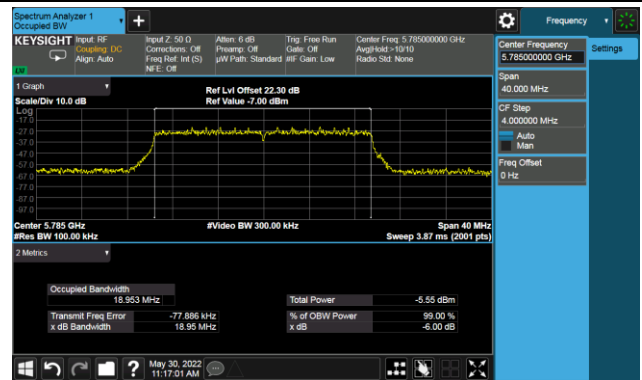 Spectrum Analyzer 1
Occupied BW
Frequency
KEYSIGHT
Input: RF
Coupling: DC
Align: Auto
Input Z: 50 Ω
Corrections: Off
Freq Ref: Int (S)
NFE: Off
Atten: 6 dB
Preamp: Off
µW Path: Standard
Trig: Free Run
Gate: Off
#IF Gain: Low
Center Freq: 5.785000000 GHz
Avg|Hold:>10/10
Radio Std: None
LW
Center Frequency
5.785000000 GHz
Settings
Span
40.000 MHz
CF Step
4.000000 MHz
Auto
Man
Freq Offset
0 Hz
1 Graph
Scale/Div 10.0 dB
Ref Lvl Offset 22.30 dB
Ref Value -7.00 dBm
Log
-17.0
-27.0
-37.0
-47.0
-57.0
-67.0
-77.0
-87.0
-97.0
Center 5.785 GHz
#Video BW 300.00 kHz
Span 40 MHz
#Res BW 100.00 kHz
Sweep 3.87 ms (2001 pts)
2 Metrics
Occupied Bandwidth
18.953 MHz
Total Power -5.55 dBm
Transmit Freq Error -77.886 kHz
% of OBW Power 99.00 %
x dB Bandwidth 18.95 MHz
x dB -6.00 dB
May 30, 2022
11:17:01 AM